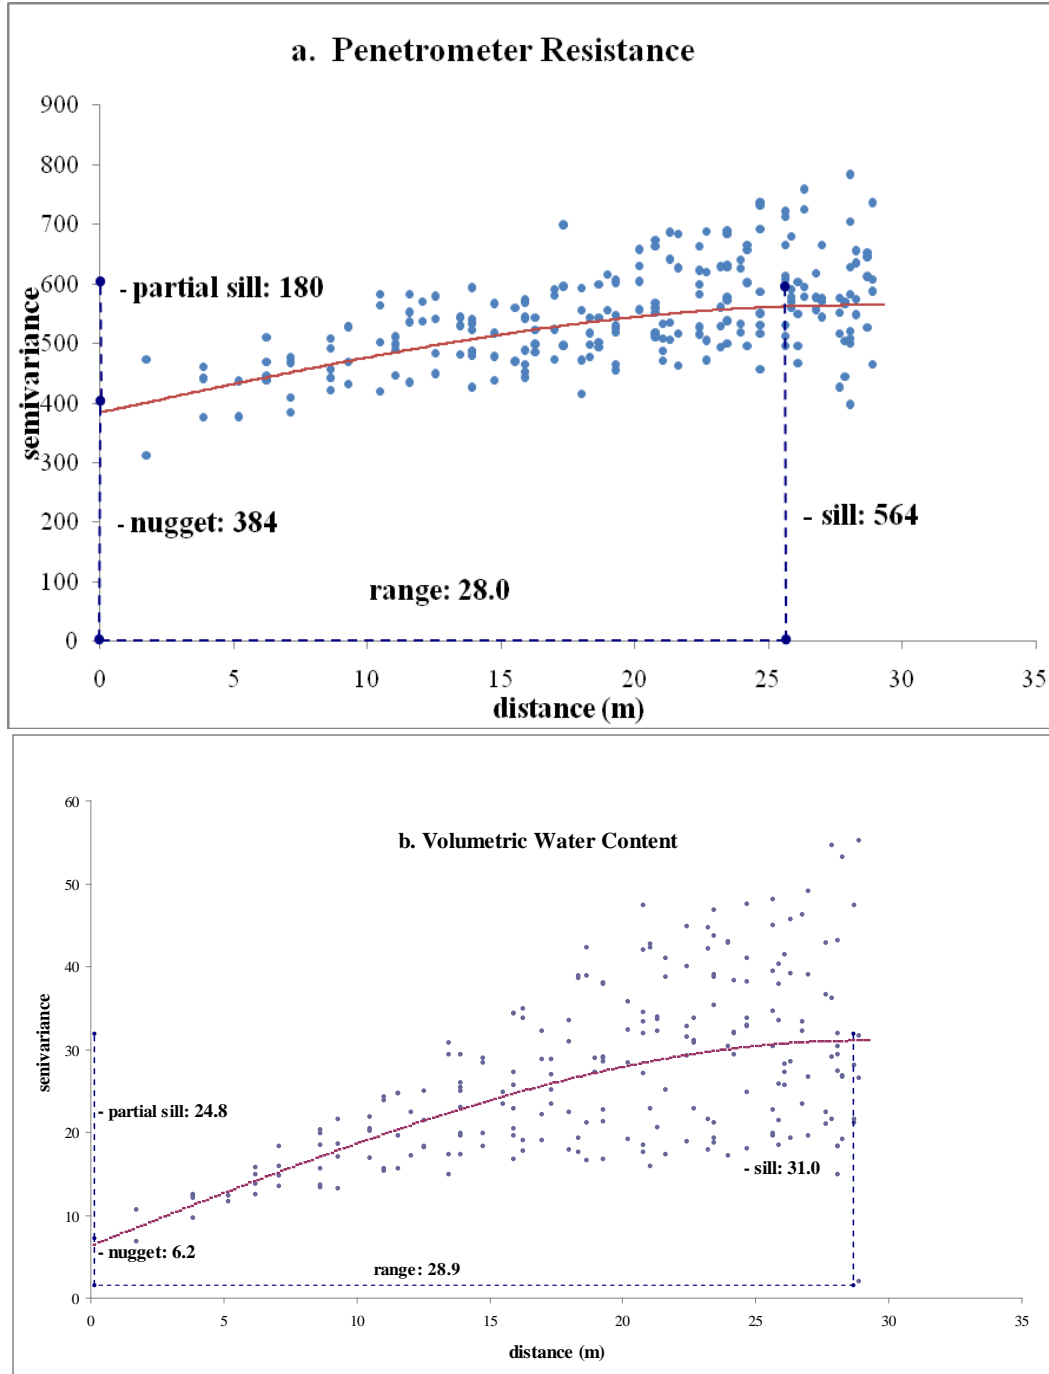 a. Penetrometer Resistance
900
800
700
600
500
400
300
200
100
0
semivariance
- partial sill: 180
- nugget: 384
- sill: 564
range: 28.0
0 5 10 15 20 25 30 35
distance (m)
b. Volumetric Water Content
60
50
40
30
20
10
0
senivariance
- partial sill: 24.8
- sill: 31.0
- nugget: 6.2
range: 28.9
0 5 10 15 20 25 30 35
distance (m)